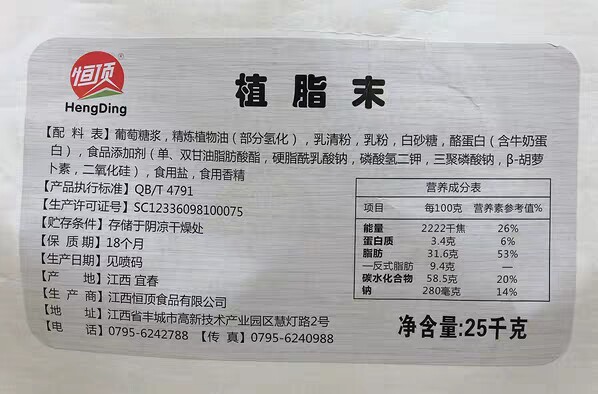 恒顶
HengDing
植脂末
【配 料 表】葡萄糖浆，精炼植物油（部分氢化），乳清粉，乳粉，白砂糖，酪蛋白（含牛奶蛋
白），食品添加剂（单、双甘油脂肪酸酯，硬脂酰乳酸钠，磷酸氢二钾，三聚磷酸钠，β-胡萝
卜素，二氧化硅），食用盐，食用香精
【产品执行标准】QB/T 4791
【生产许可证号】SC12336098100075
【贮存条件】存储于阴凉干燥处
【保 质 期】18个月
【生产日期】见喷码
【产 地】江西 宜春
【生 产 商】江西恒顶食品有限公司
【地 址】江西省丰城市高新技术产业园区慧灯路2号
【电 话】0795-6242788 【传 真】0795-6240988
营养成分表
项目 每100克 营养素参考值%
能量 2222千焦 26%
蛋白质 3.4克 6%
脂肪 31.6克 53%
—反式脂肪 9.4克 —
碳水化合物 58.5克 20%
钠 280毫克 14%
净含量:25千克